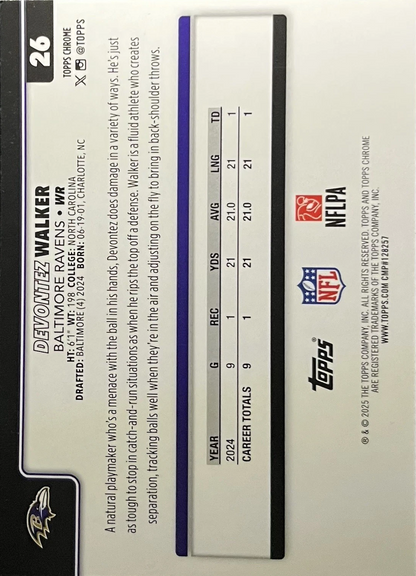 26
TOPPS CHROME
@TOPPS
DEVONTEZ WALKER
BALTIMORE RAVENS • WR
HT: 6'1" WT: 198 COLLEGE: NORTH CAROLINA
DRAFTED: BALTIMORE (4) 2024 BORN: 06-19-01, CHARLOTTE, NC
A natural playmaker who's a menace with the ball in his hands, Devontez does damage in a variety of ways. He's just
as tough to stop in catch-and-run situations as when he rips the top off a defense. Walker is a fluid athlete who creates
separation, tracking balls well when they're in the air and adjusting on the fly to bring in back-shoulder throws.
YEAR G REC YDS AVG LNG TD
2024 9 1 21 21.0 21 1
CAREER TOTALS 9 1 21 21.0 21 1
Topps
NFL
NFLPA
® & © 2025 THE TOPPS COMPANY, INC. ALL RIGHTS RESERVED. TOPPS AND TOPPS CHROME
ARE REGISTERED TRADEMARKS OF THE TOPPS COMPANY, INC.
WWW.TOPPS.COM CMP#128257